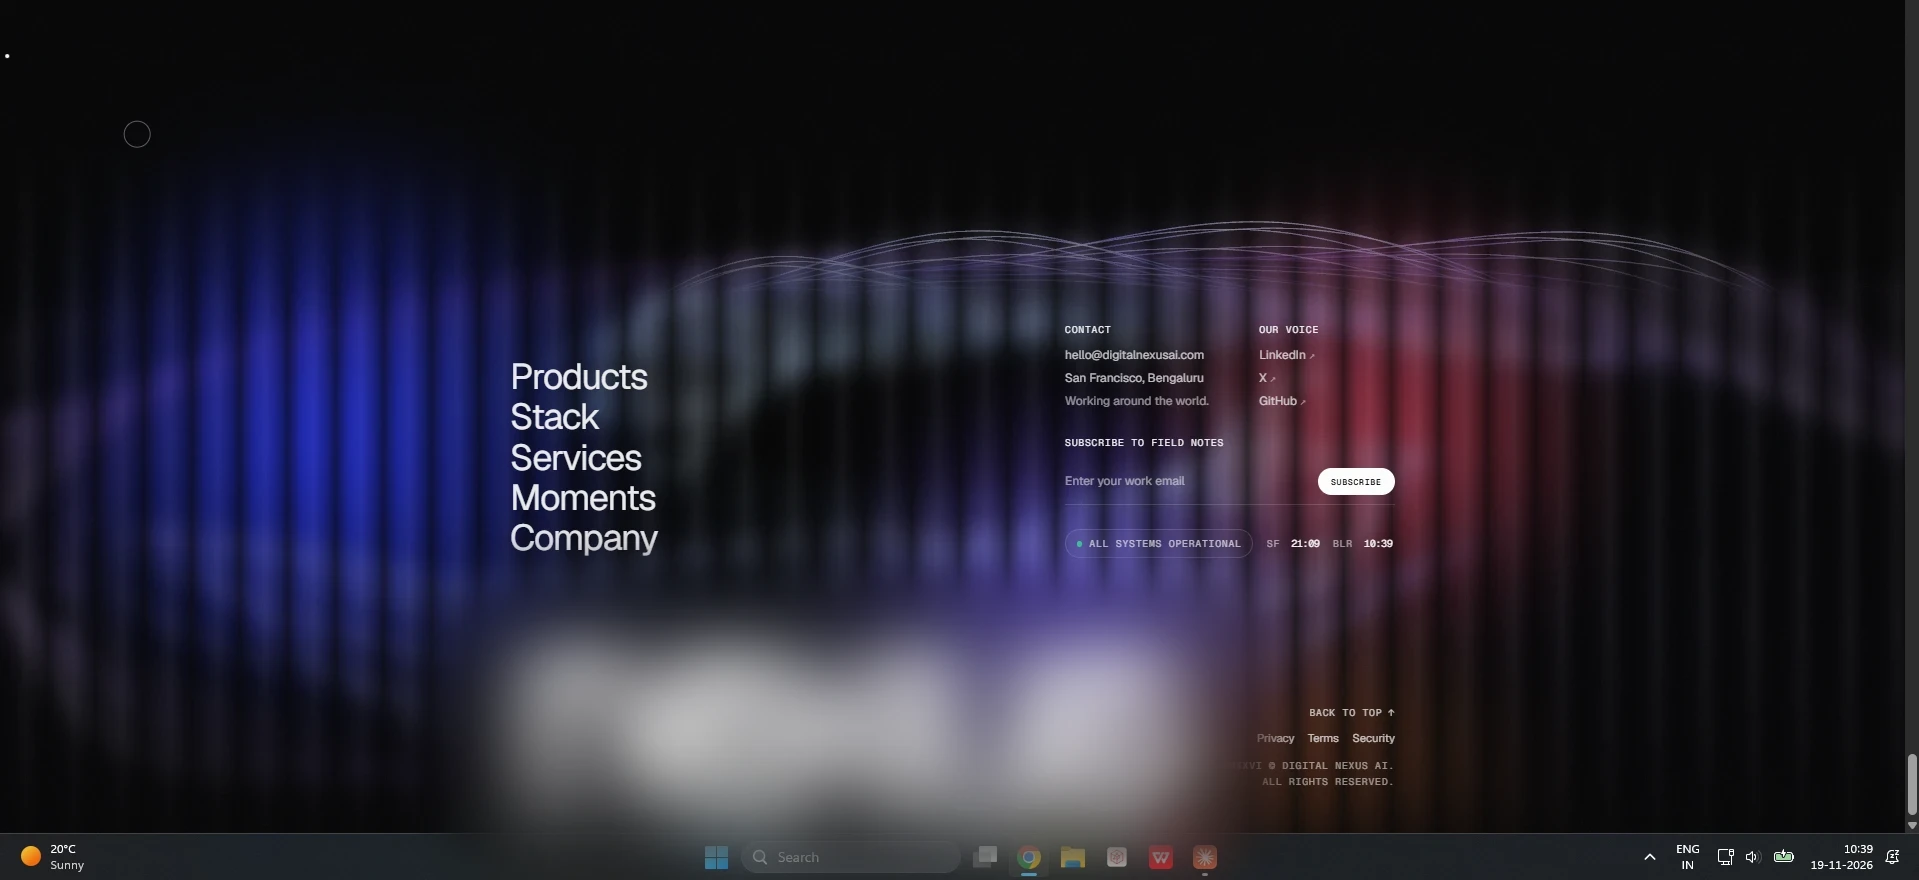 Products
Stack
Services
Moments
Company
CONTACT
hello@digitalnexusai.com
San Francisco, Bengaluru
Working around the world.
OUR VOICE
LinkedIn ↗
X ↗
GitHub ↗
SUBSCRIBE TO FIELD NOTES
Enter your work email
SUBSCRIBE
ALL SYSTEMS OPERATIONAL SF 21:09 BLR 10:39
BACK TO TOP ↑
Privacy Terms Security
© DIGITAL NEXUS AI.
ALL RIGHTS RESERVED.
20°C
Sunny
Search
ENG
IN
10:39
19-11-2026